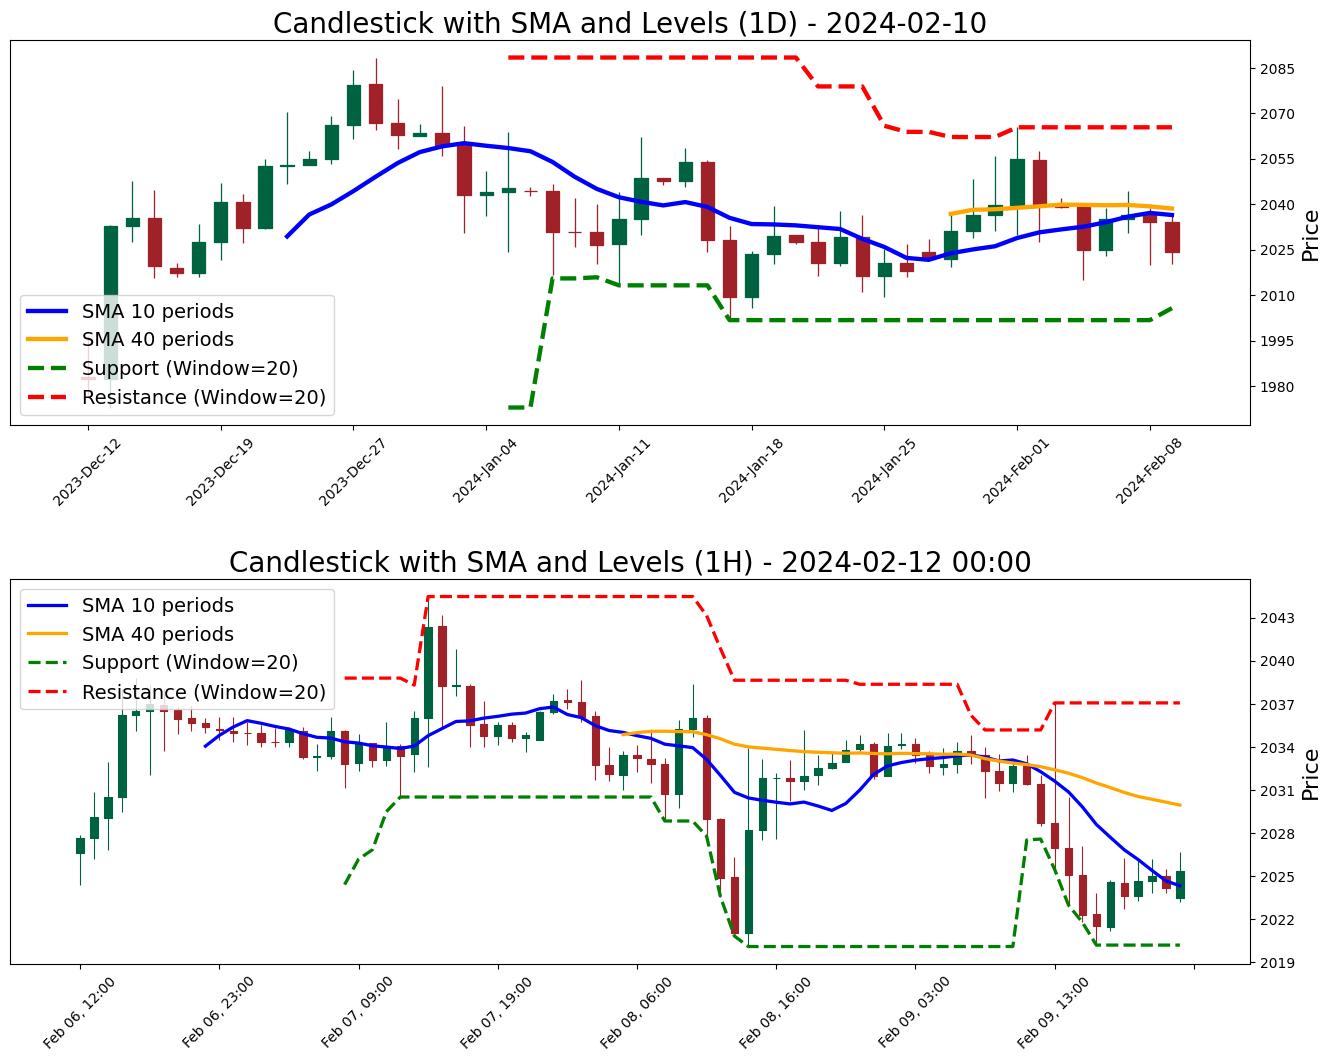 Candlestick with SMA and Levels (1D) - 2024-02-10
2085
2070
2055
2040
2025
2010
1995
1980
Price
SMA 10 periods
SMA 40 periods
Support (Window=20)
Resistance (Window=20)
2023-Dec-12
2023-Dec-19
2023-Dec-27
2024-Jan-04
2024-Jan-11
2024-Jan-18
2024-Jan-25
2024-Feb-01
2024-Feb-08
Candlestick with SMA and Levels (1H) - 2024-02-12 00:00
SMA 10 periods
SMA 40 periods
Support (Window=20)
Resistance (Window=20)
2043
2040
2037
2034
2031
2028
2025
2022
2019
Price
Feb 06, 12:00
Feb 06, 23:00
Feb 07, 09:00
Feb 07, 19:00
Feb 08, 06:00
Feb 08, 16:00
Feb 09, 03:00
Feb 09, 13:00